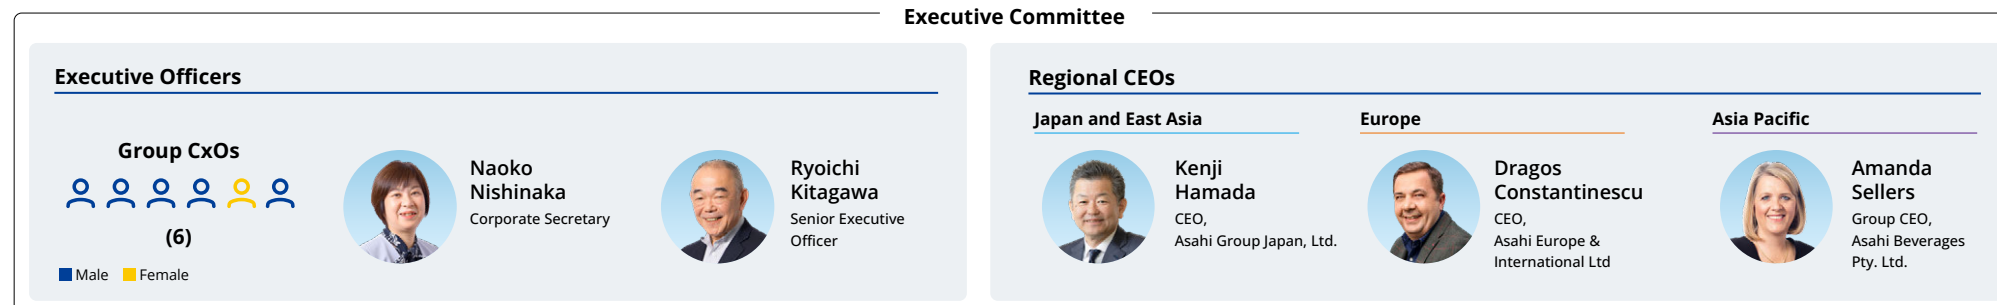 Executive Committee
Executive Officers
Group CxOs
(6)
Male Female
Naoko
Nishinaka
Corporate Secretary
Ryoichi
Kitagawa
Senior Executive
Officer
Regional CEOs
Japan and East Asia
Kenji
Hamada
CEO,
Asahi Group Japan, Ltd.
Europe
Dragos
Constantinescu
CEO,
Asahi Europe &
International Ltd
Asia Pacific
Amanda
Sellers
Group CEO,
Asahi Beverages
Pty. Ltd.